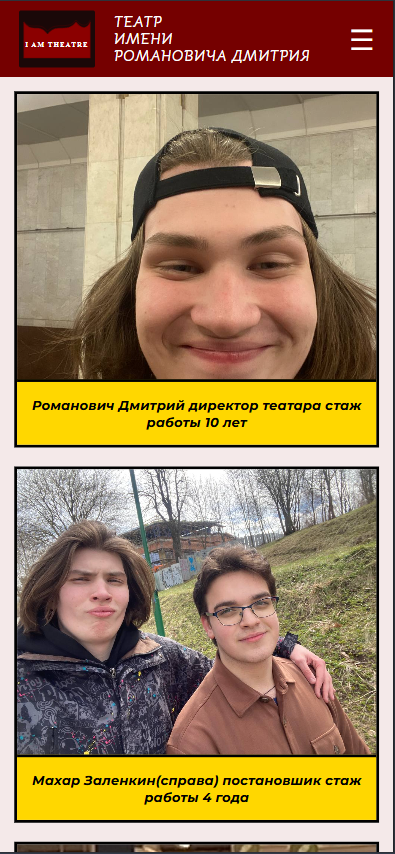 I AM THEATRE
ТЕАТР
ИМЕНИ
РОМАНОВИЧА ДМИТРИЯ
Романович Дмитрий директор театара стаж
работы 10 лет
Махар Заленкин(справа) постановшик стаж
работы 4 года